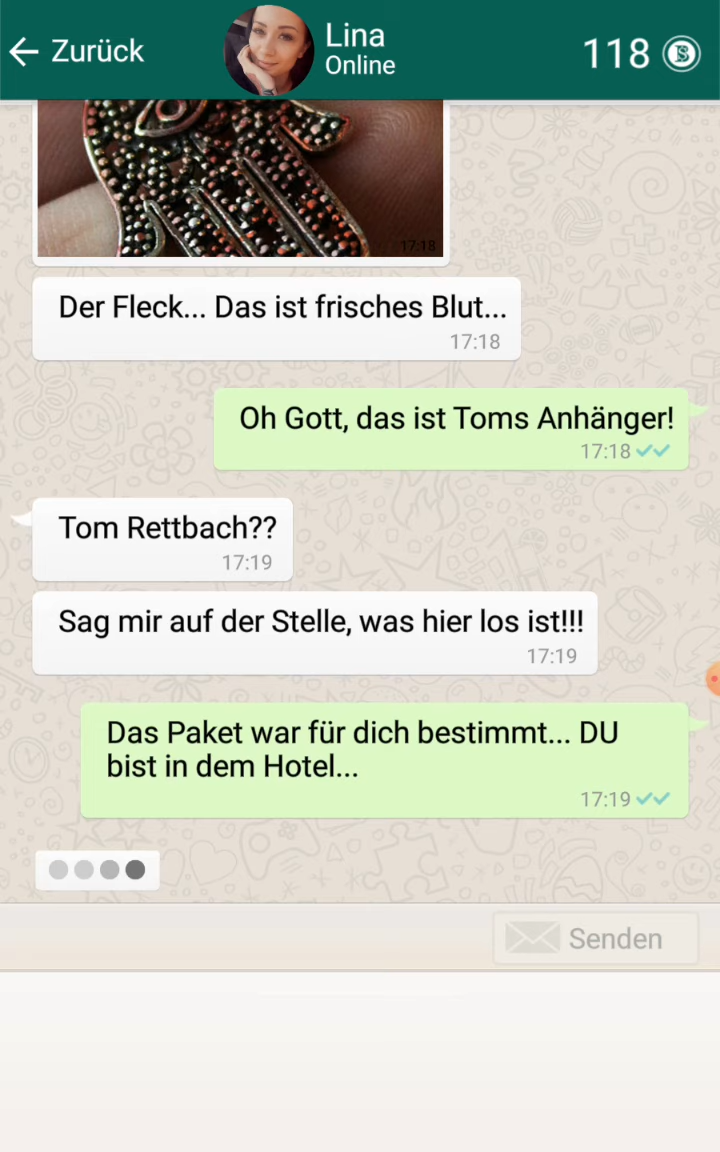 Zurück
Lina
Online
118
17:18
Der Fleck... Das ist frisches Blut...
17:18
Oh Gott, das ist Toms Anhänger!
17:18
Tom Rettbach??
17:19
Sag mir auf der Stelle, was hier los ist!!!
17:19
Das Paket war für dich bestimmt... DU
bist in dem Hotel...
17:19
Senden